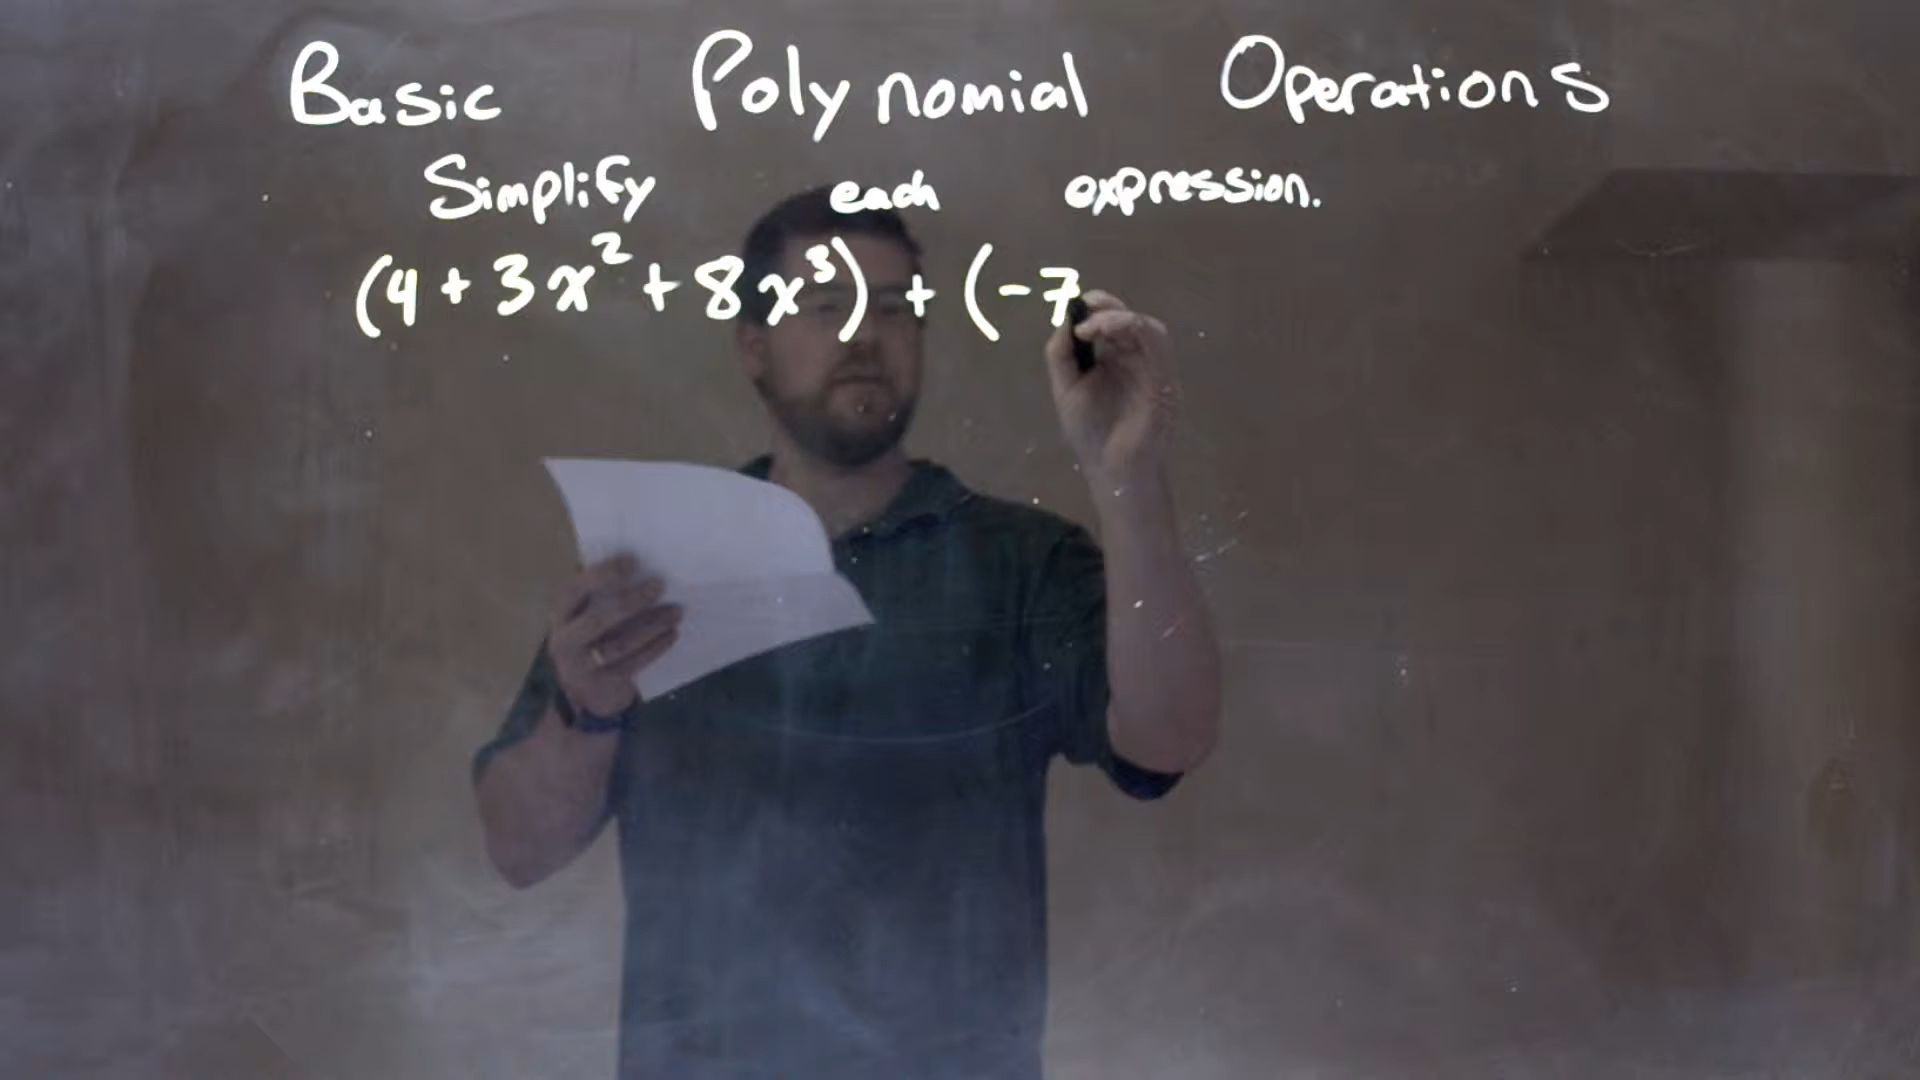 Basic Polynomial Operations
Simplify each expression.
(4 + 3x² + 8x³) + (-7